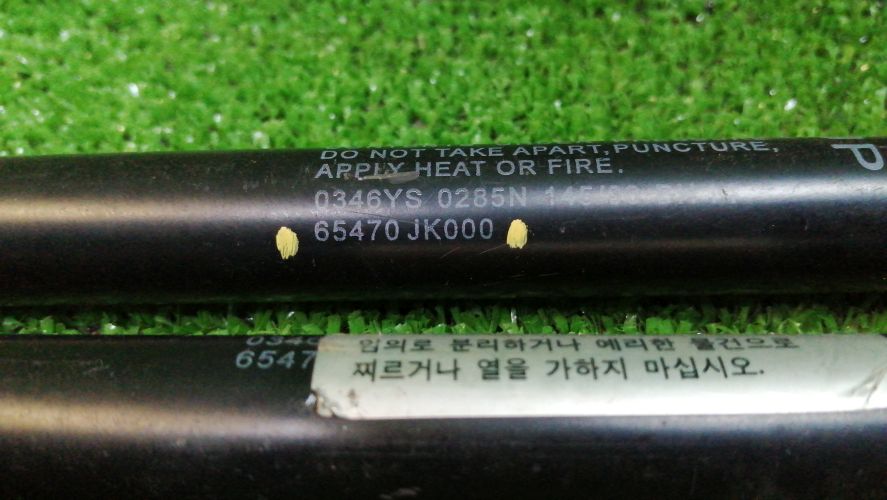 DO NOT TAKE APART,PUNCTURE,
APPLY HEAT OR FIRE.
0346YS 0285N
65470 JK000
P
0346
6547
임의로 분리하거나 예리한 물건으로
찌르거나 열을 가하지 마십시오.